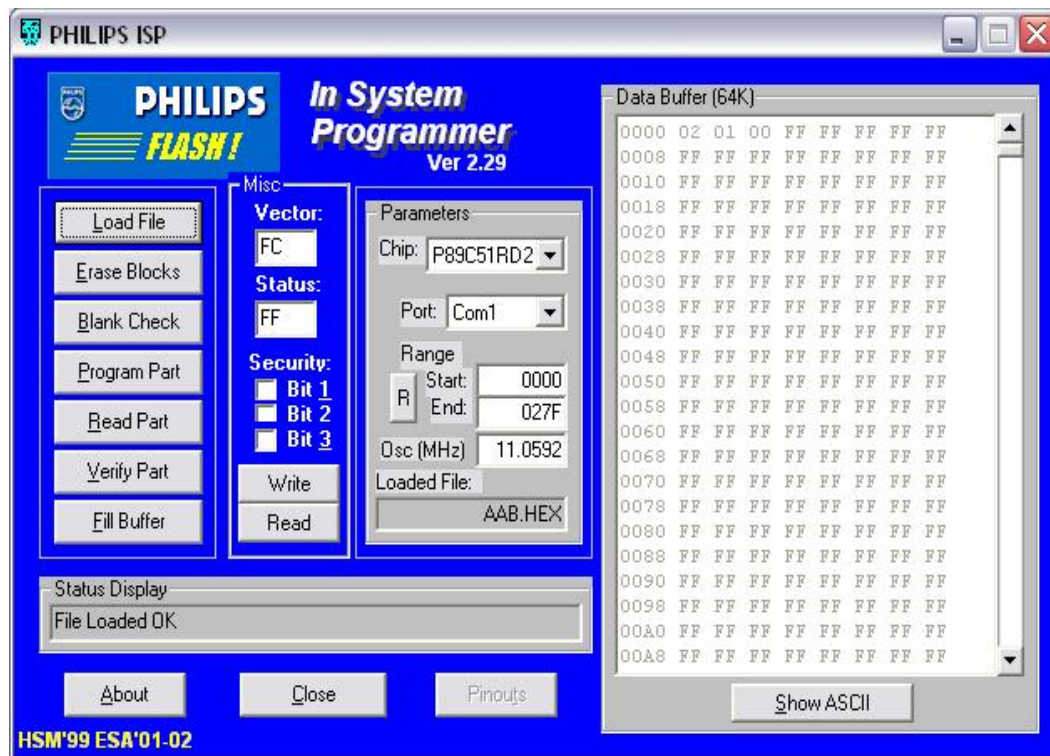 PHILIPS ISP
PHILIPS
FLASH!
In System
Programmer
Ver 2.29
Load File
Erase Blocks
Blank Check
Program Part
Read Part
Verify Part
Fill Buffer
Misc
Vector:
FC
Status:
FF
Security:
Bit 1
Bit 2
Bit 3
Write
Read
Parameters
Chip: P89C51RD2
Port: Com1
Range
R
Start: 0000
End: 027F
Osc (MHz) 11.0592
Loaded File:
AAB.HEX
Status Display
File Loaded OK
About
Close
Pinouts
HSM'99 ESA'01-02
Data Buffer (64K)
0000 02 01 00 FF FF FF FF FF
0008 FF FF FF FF FF FF FF FF
0010 FF FF FF FF FF FF FF FF
0018 FF FF FF FF FF FF FF FF
0020 FF FF FF FF FF FF FF FF
0028 FF FF FF FF FF FF FF FF
0030 FF FF FF FF FF FF FF FF
0038 FF FF FF FF FF FF FF FF
0040 FF FF FF FF FF FF FF FF
0048 FF FF FF FF FF FF FF FF
0050 FF FF FF FF FF FF FF FF
0058 FF FF FF FF FF FF FF FF
0060 FF FF FF FF FF FF FF FF
0068 FF FF FF FF FF FF FF FF
0070 FF FF FF FF FF FF FF FF
0078 FF FF FF FF FF FF FF FF
0080 FF FF FF FF FF FF FF FF
0088 FF FF FF FF FF FF FF FF
0090 FF FF FF FF FF FF FF FF
0098 FF FF FF FF FF FF FF FF
00A0 FF FF FF FF FF FF FF FF
00A8 FF FF FF FF FF FF FF FF
Show ASCII